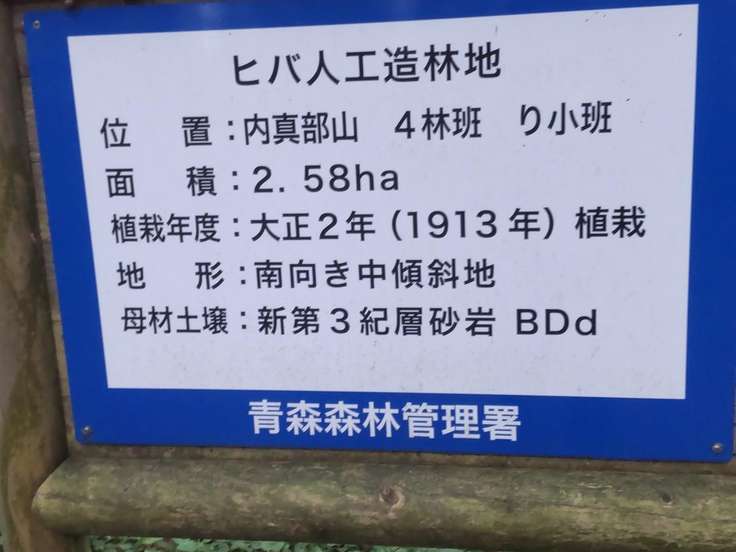 ヒバ人工造林地
位　置：内真部山　４林班　り小班
面　積：2. 58ha
植栽年度：大正２年（1913年）植栽
地　形：南向き中傾斜地
母材土壌：新第３紀層砂岩 BDd
青森森林管理署